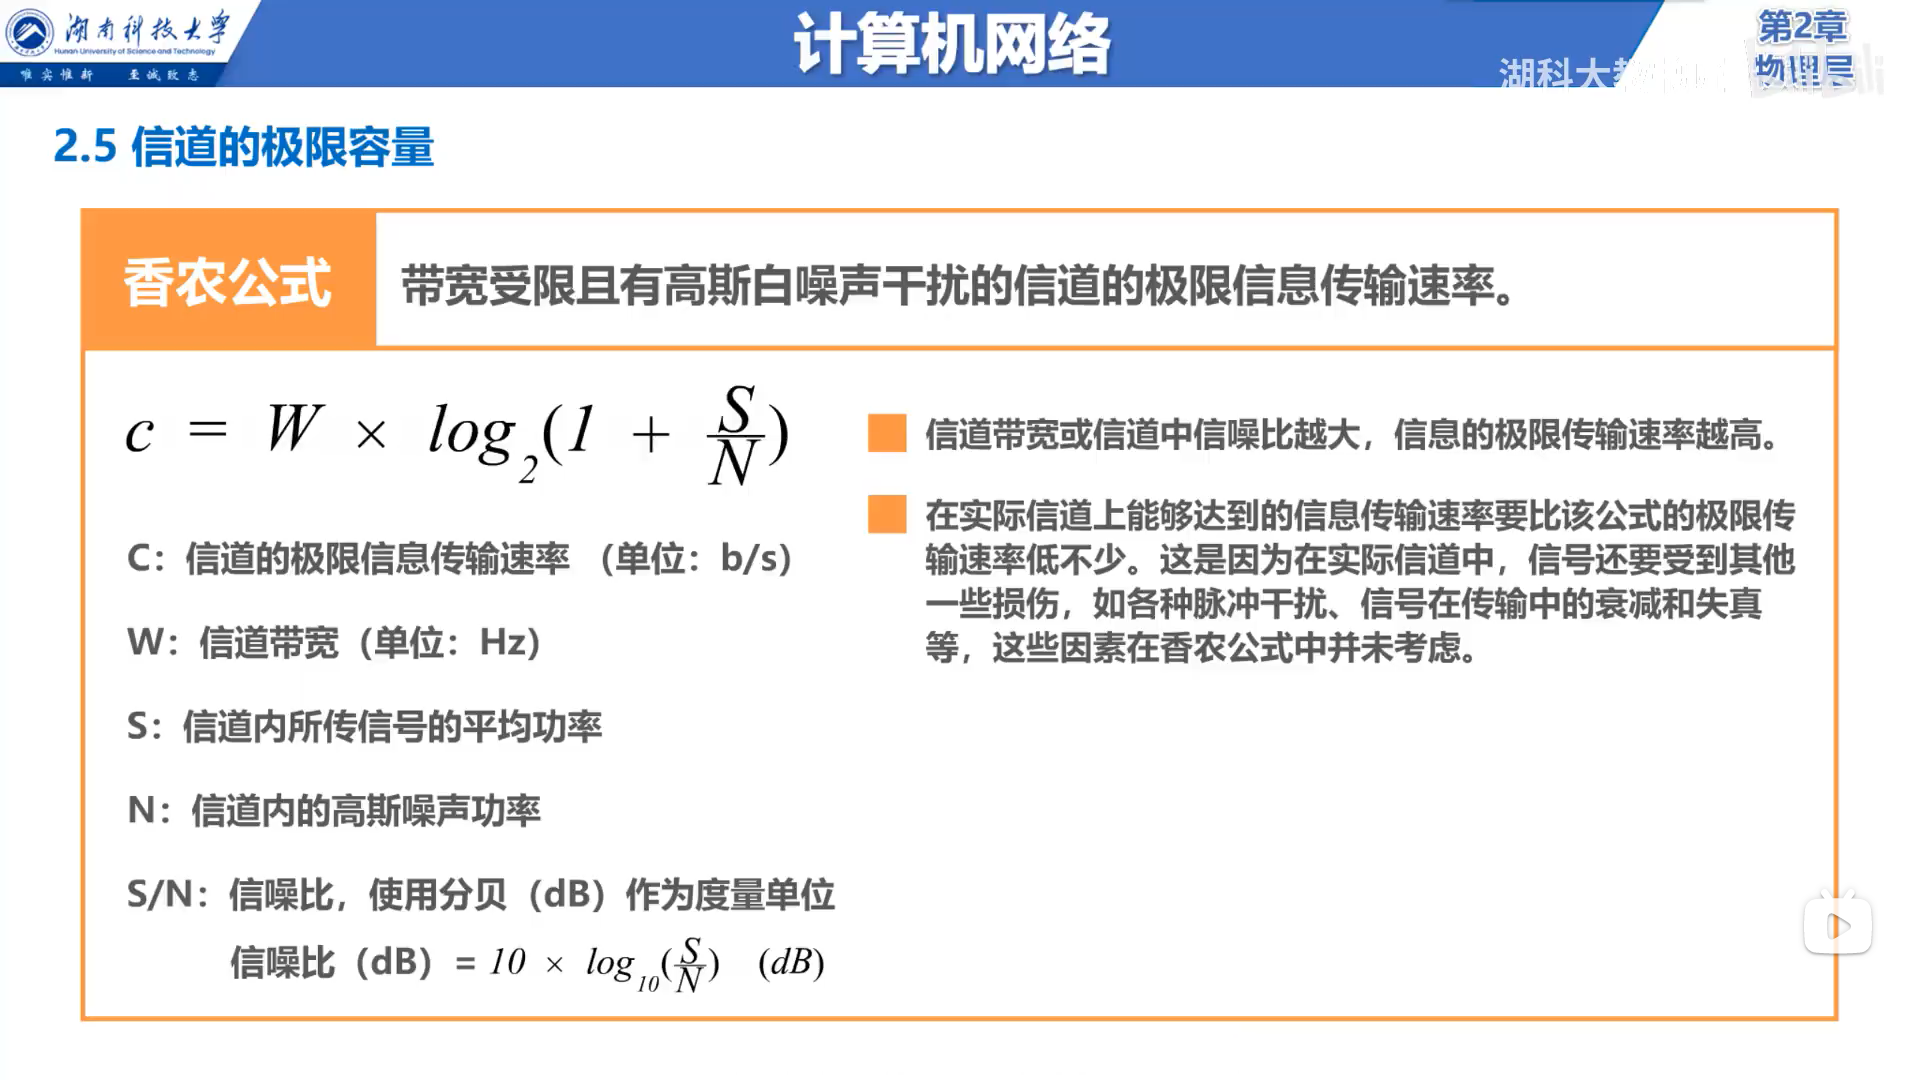 湖南科技大学
Hunan University of Science and Technology
唯实惟新 至诚致志
计算机网络
第2章
物理层
湖科大教
2.5 信道的极限容量
香农公式
带宽受限且有高斯白噪声干扰的信道的极限信息传输速率。
c = W × log₂(1 + S/N)
C：信道的极限信息传输速率 （单位：b/s）
W：信道带宽（单位：Hz）
S：信道内所传信号的平均功率
N：信道内的高斯噪声功率
S/N：信噪比，使用分贝（dB）作为度量单位
信噪比（dB）= 10 × log₁₀(S/N) (dB)
信道带宽或信道中信噪比越大，信息的极限传输速率越高。
在实际信道上能够达到的信息传输速率要比该公式的极限传
输速率低不少。这是因为在实际信道中，信号还要受到其他
一些损伤，如各种脉冲干扰、信号在传输中的衰减和失真
等，这些因素在香农公式中并未考虑。